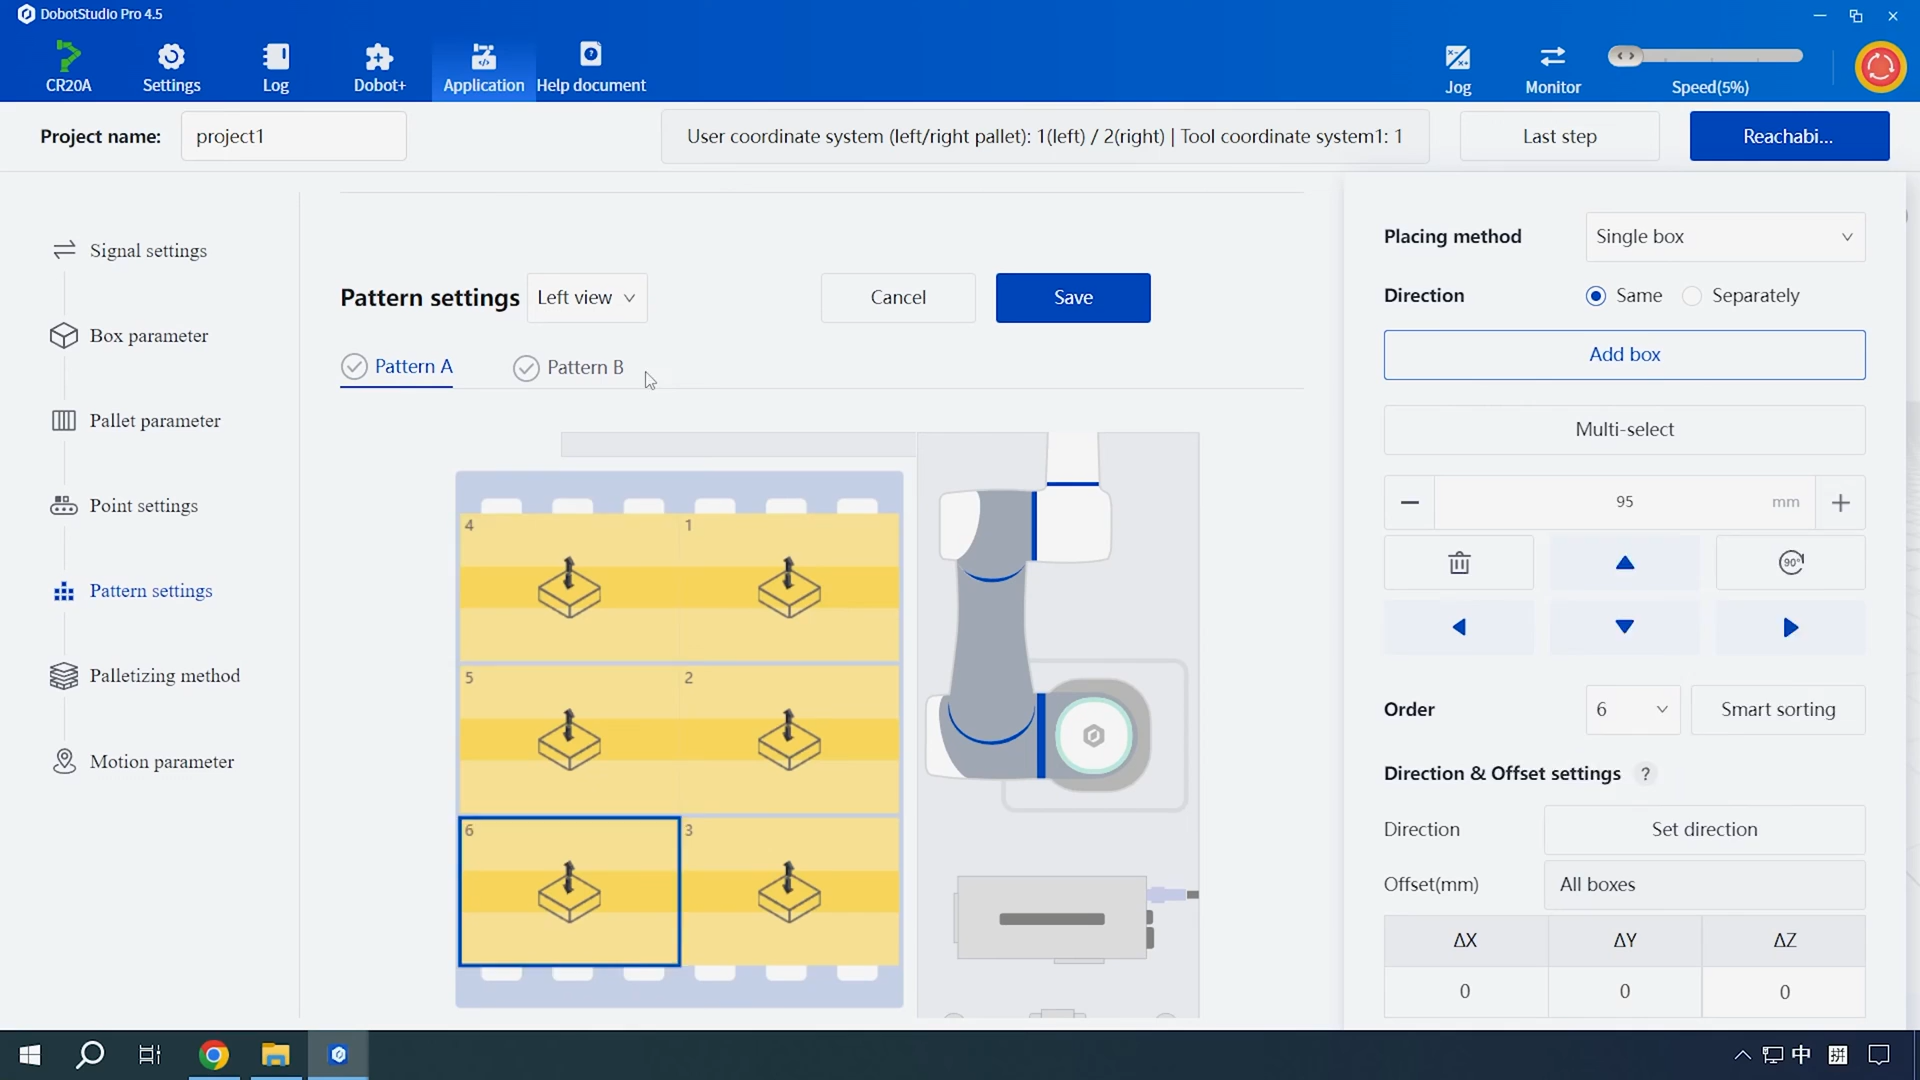 DobotStudio Pro 4.5
CR20A
Settings
Log
Dobot+
Application
Help document
Jog
Monitor
Speed(5%)
Project name:
project1
User coordinate system (left/right pallet): 1(left) / 2(right) | Tool coordinate system1: 1
Last step
Reachabi...
Signal settings
Box parameter
Pallet parameter
Point settings
Pattern settings
Palletizing method
Motion parameter
Pattern settings
Left view
Cancel
Save
Pattern A
Pattern B
4
1
5
2
6
3
Placing method
Single box
Direction
Same
Separately
Add box
Multi-select
95
mm
90°
Order
6
Smart sorting
Direction & Offset settings
?
Direction
Set direction
Offset(mm)
All boxes
ΔX
ΔY
ΔZ
0
0
0
中
拼